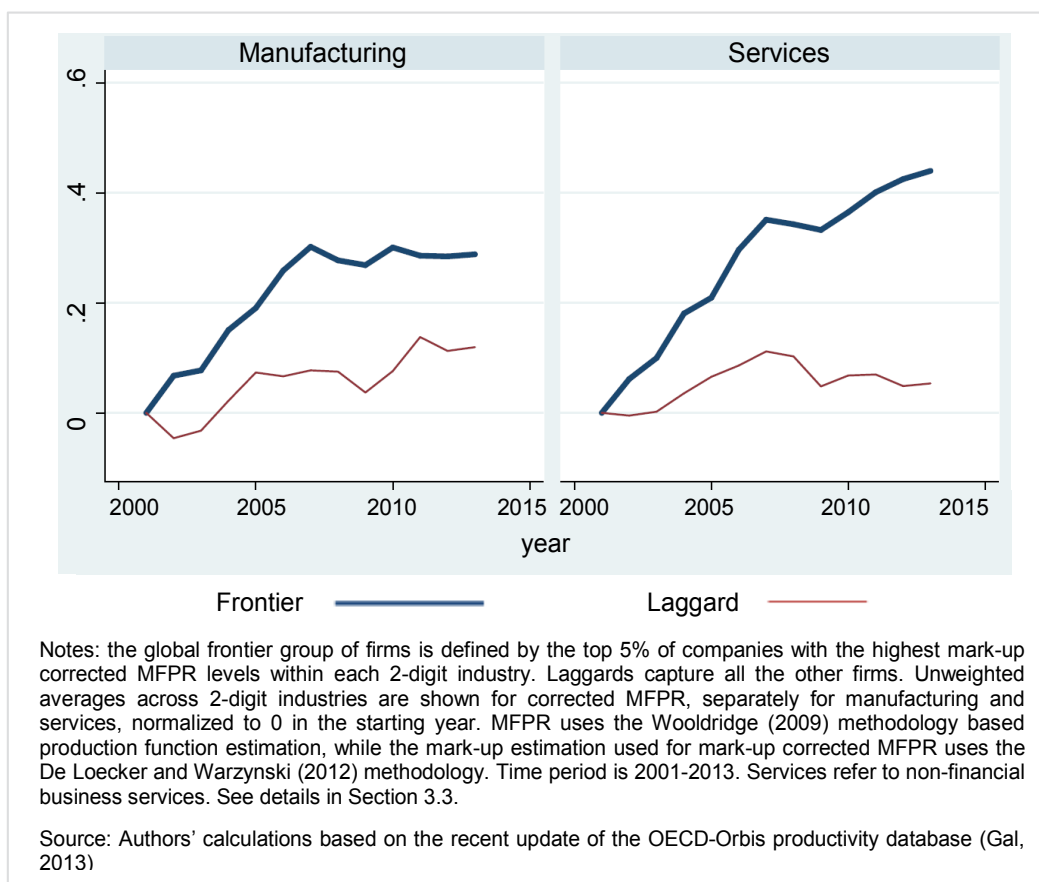 Manufacturing
Services
.6
.4
.2
0
2000 2005 2010 2015
2000 2005 2010 2015
year
Frontier
Laggard
Notes: the global frontier group of firms is defined by the top 5% of companies with the highest mark-up
corrected MFPR levels within each 2-digit industry. Laggards capture all the other firms. Unweighted
averages across 2-digit industries are shown for corrected MFPR, separately for manufacturing and
services, normalized to 0 in the starting year. MFPR uses the Wooldridge (2009) methodology based
production function estimation, while the mark-up estimation used for mark-up corrected MFPR uses the
De Loecker and Warzynski (2012) methodology. Time period is 2001-2013. Services refer to non-financial
business services. See details in Section 3.3.
Source: Authors' calculations based on the recent update of the OECD-Orbis productivity database (Gal,
2013)